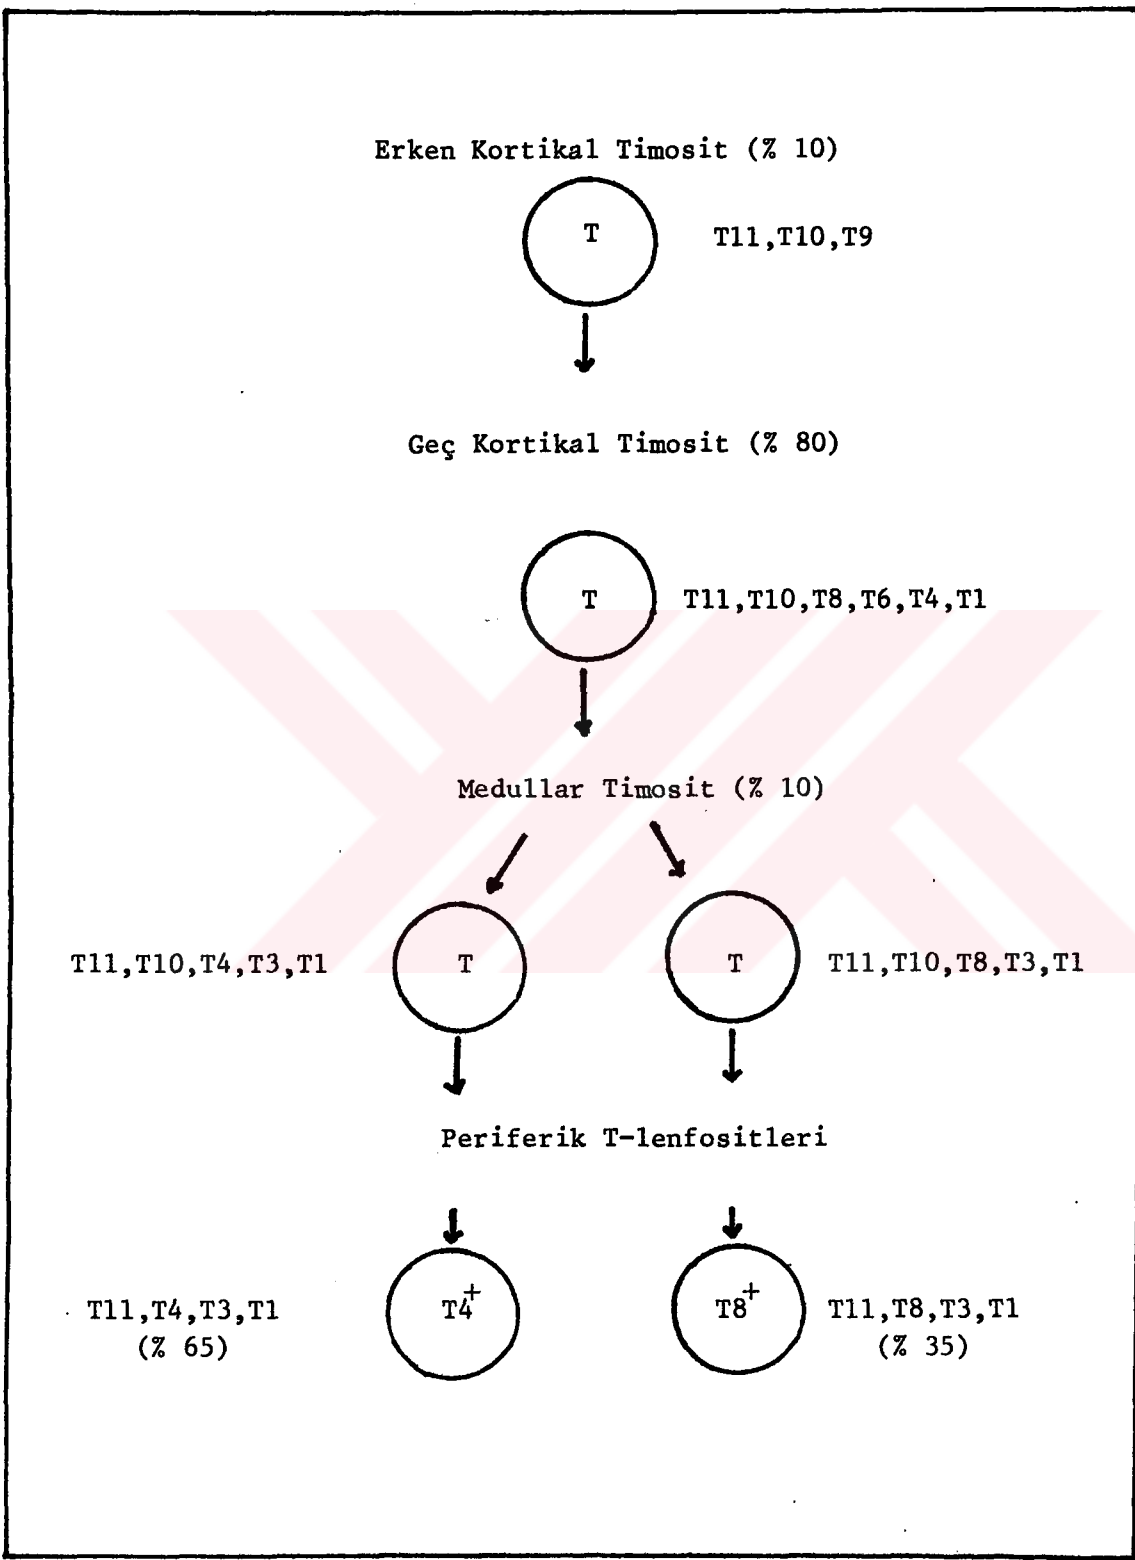 Erken Kortikal Timosit (% 10)
T
T11,T10,T9
Geç Kortikal Timosit (% 80)
T
T11,T10,T8,T6,T4,T1
Medullar Timosit (% 10)
T11,T10,T4,T3,T1
T
T
T11,T10,T8,T3,T1
Periferik T-lenfositleri
T11,T4,T3,T1
(% 65)
T4+
T8+
T11,T8,T3,T1
(% 35)